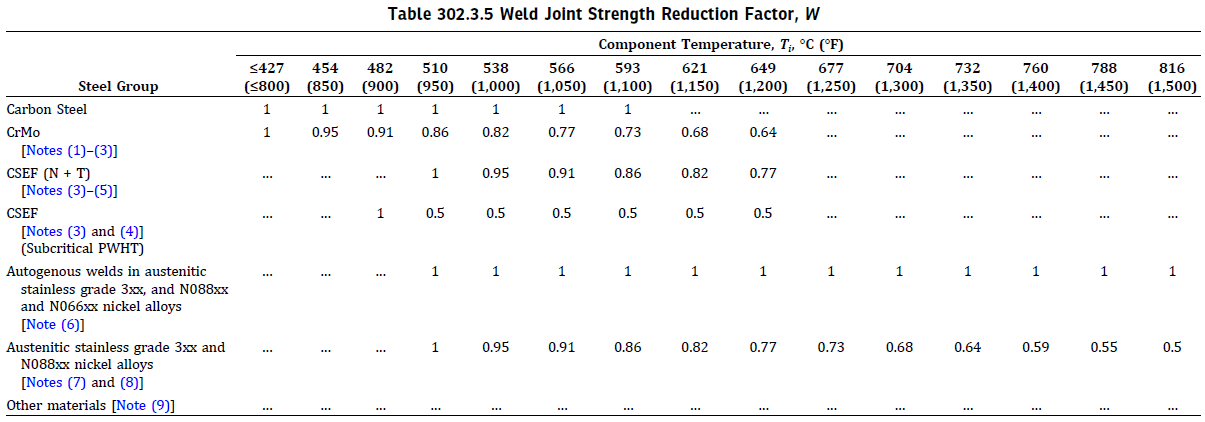 Table 302.3.5 Weld Joint Strength Reduction Factor, W
Component Temperature, Ti, °C (°F)
≤427 454 482 510 538 566 593 621 649 677 704 732 760 788 816
Steel Group (≤800) (850) (900) (950) (1,000) (1,050) (1,100) (1,150) (1,200) (1,250) (1,300) (1,350) (1,400) (1,450) (1,500)
Carbon Steel 1 1 1 1 1 1 1 ... ... ... ... ... ... ... ...
CrMo 1 0.95 0.91 0.86 0.82 0.77 0.73 0.68 0.64 ... ... ... ... ... ...
[Notes (1)–(3)]
CSEF (N + T) ... ... ... 1 0.95 0.91 0.86 0.82 0.77 ... ... ... ... ... ...
[Notes (3)–(5)]
CSEF ... ... 1 0.5 0.5 0.5 0.5 0.5 0.5 ... ... ... ... ... ...
[Notes (3) and (4)]
(Subcritical PWHT)
Autogenous welds in austenitic ... ... ... 1 1 1 1 1 1 1 1 1 1 1 1
stainless grade 3xx, and N088xx
and N066xx nickel alloys
[Note (6)]
Austenitic stainless grade 3xx and ... ... ... 1 0.95 0.91 0.86 0.82 0.77 0.73 0.68 0.64 0.59 0.55 0.5
N088xx nickel alloys
[Notes (7) and (8)]
Other materials [Note (9)] ... ... ... ... ... ... ... ... ... ... ... ... ... ... ...